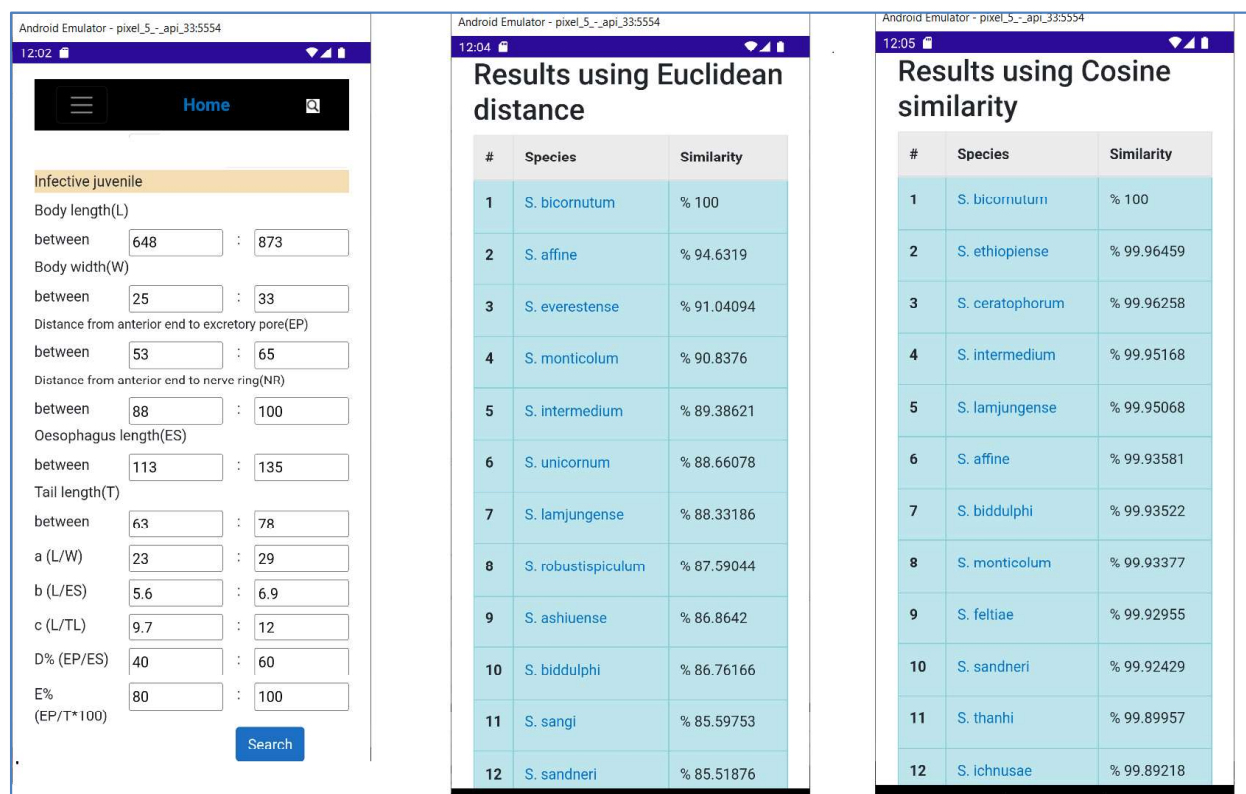 Android Emulator - pixel_5_-_api_33:5554
12:02
Home
Infective juvenile
Body length(L)
between 648 : 873
Body width(W)
between 25 : 33
Distance from anterior end to excretory pore(EP)
between 53 : 65
Distance from anterior end to nerve ring(NR)
between 88 : 100
Oesophagus length(ES)
between 113 : 135
Tail length(T)
between 63 : 78
a (L/W) 23 : 29
b (L/ES) 5.6 : 6.9
c (L/TL) 9.7 : 12
D% (EP/ES) 40 : 60
E% 80 : 100
(EP/T*100)
Search
Android Emulator - pixel_5_-_api_33:5554
12:04
Results using Euclidean
distance
# Species Similarity
1 S. bicornutum % 100
2 S. affine % 94.6319
3 S. everestense % 91.04094
4 S. monticolum % 90.8376
5 S. intermedium % 89.38621
6 S. unicornum % 88.66078
7 S. lamjungense % 88.33186
8 S. robustispiculum % 87.59044
9 S. ashiuense % 86.8642
10 S. biddulphi % 86.76166
11 S. sangi % 85.59753
12 S. sandneri % 85.51876
Android Emulator - pixel_5_-_api_33:5554
12:05
Results using Cosine
similarity
# Species Similarity
1 S. bicornutum % 100
2 S. ethiopiense % 99.96459
3 S. ceratophorum % 99.96258
4 S. intermedium % 99.95168
5 S. lamjungense % 99.95068
6 S. affine % 99.93581
7 S. biddulphi % 99.93522
8 S. monticolum % 99.93377
9 S. feltiae % 99.92955
10 S. sandneri % 99.92429
11 S. thanhi % 99.89957
12 S. ichnusae % 99.89218